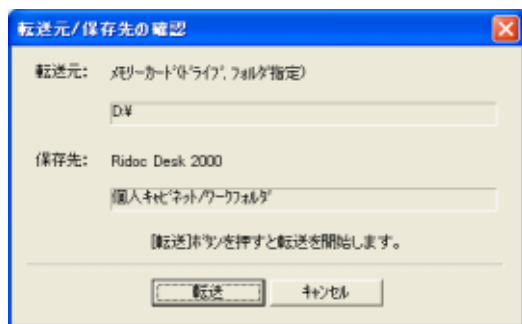 転送元/保存先の確認
転送元: ﾒﾓﾘｰｶｰﾄﾞ(ﾄﾞﾗｲﾌﾞ, ﾌｫﾙﾀﾞ指定)
D:¥
保存先: Ridoc Desk 2000
個人ｷｬﾋﾞﾈｯﾄ/ﾜｰｸﾌｫﾙﾀﾞ
[転送]ﾎﾞﾀﾝを押すと転送を開始します。
転送 ｷｬﾝｾﾙ